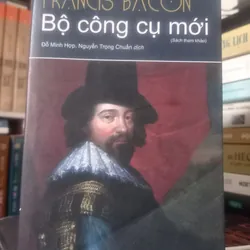 FRANCIS BACON
Bộ công cụ mới
(Sách tham khảo)
Đỗ Minh Hợp, Nguyễn Trọng Chuẩn dịch